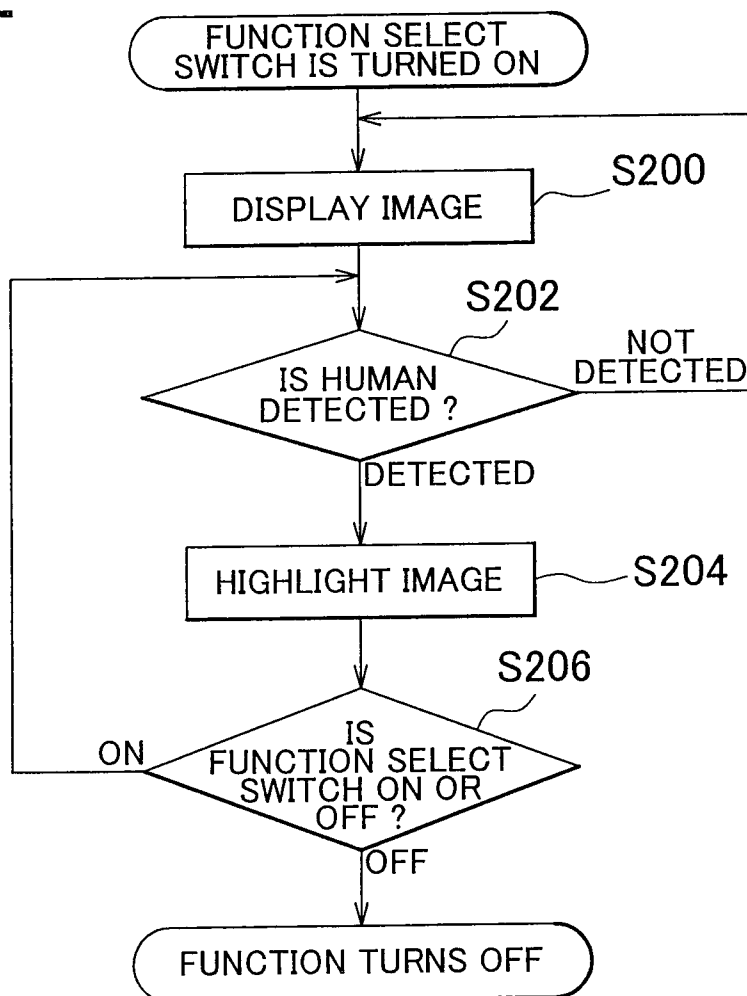 FUNCTION SELECT
SWITCH IS TURNED ON
S200
DISPLAY IMAGE
S202
IS HUMAN
DETECTED ?
NOT
DETECTED
DETECTED
HIGHLIGHT IMAGE
S204
S206
IS
FUNCTION SELECT
SWITCH ON OR
OFF ?
ON
OFF
FUNCTION TURNS OFF